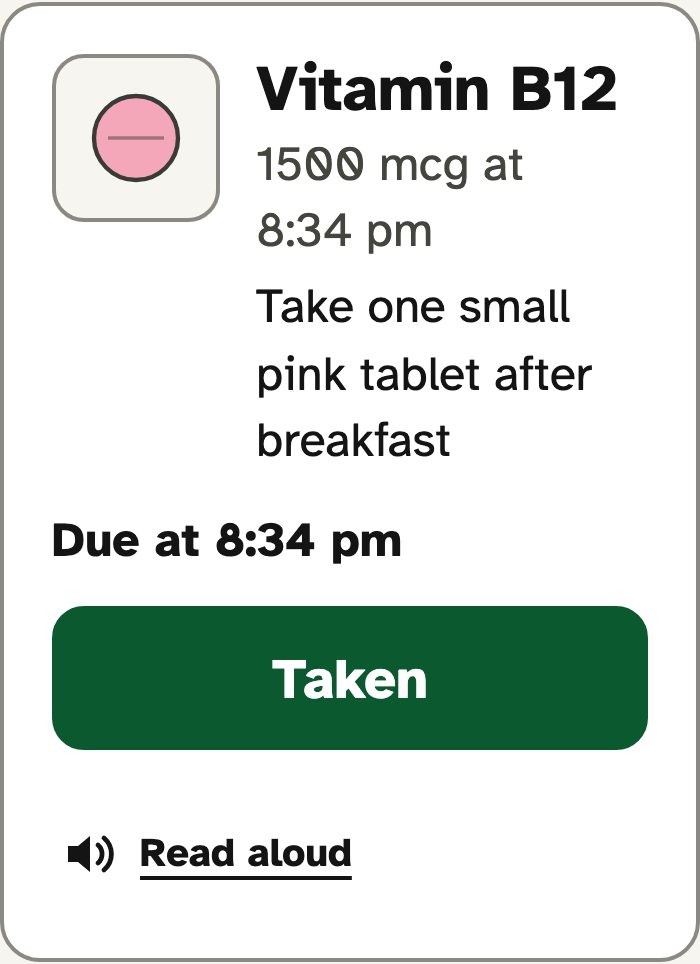 Vitamin B12
1500 mcg at
8:34 pm
Take one small
pink tablet after
breakfast
Due at 8:34 pm
Taken
Read aloud